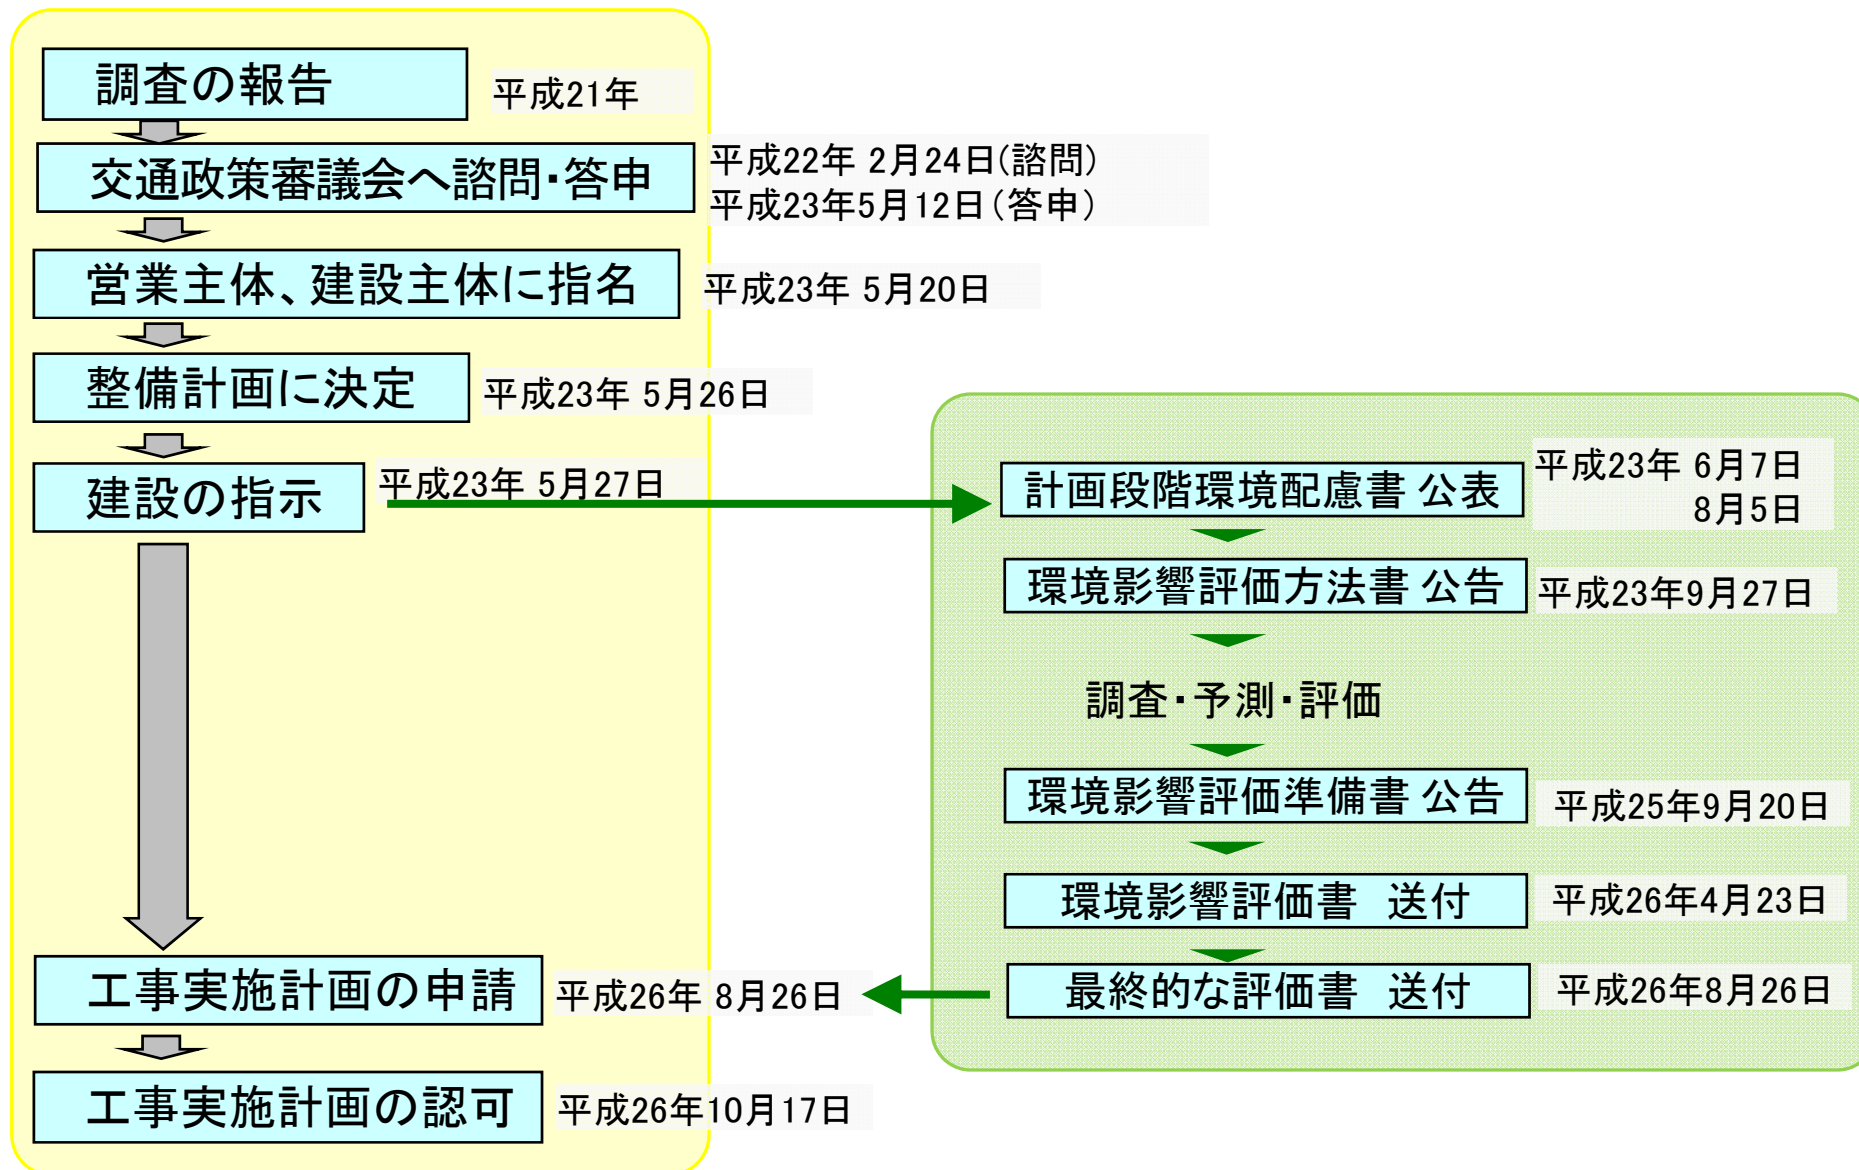 調査の報告
平成21年
交通政策審議会へ諮問・答申
平成22年 2月24日(諮問)
平成23年5月12日(答申)
営業主体、建設主体に指名
平成23年 5月20日
整備計画に決定
平成23年 5月26日
建設の指示
平成23年 5月27日
計画段階環境配慮書 公表
平成23年 6月7日
8月5日
環境影響評価方法書 公告
平成23年9月27日
調査・予測・評価
環境影響評価準備書 公告
平成25年9月20日
環境影響評価書 送付
平成26年4月23日
最終的な評価書 送付
平成26年8月26日
工事実施計画の申請
平成26年 8月26日
工事実施計画の認可
平成26年10月17日